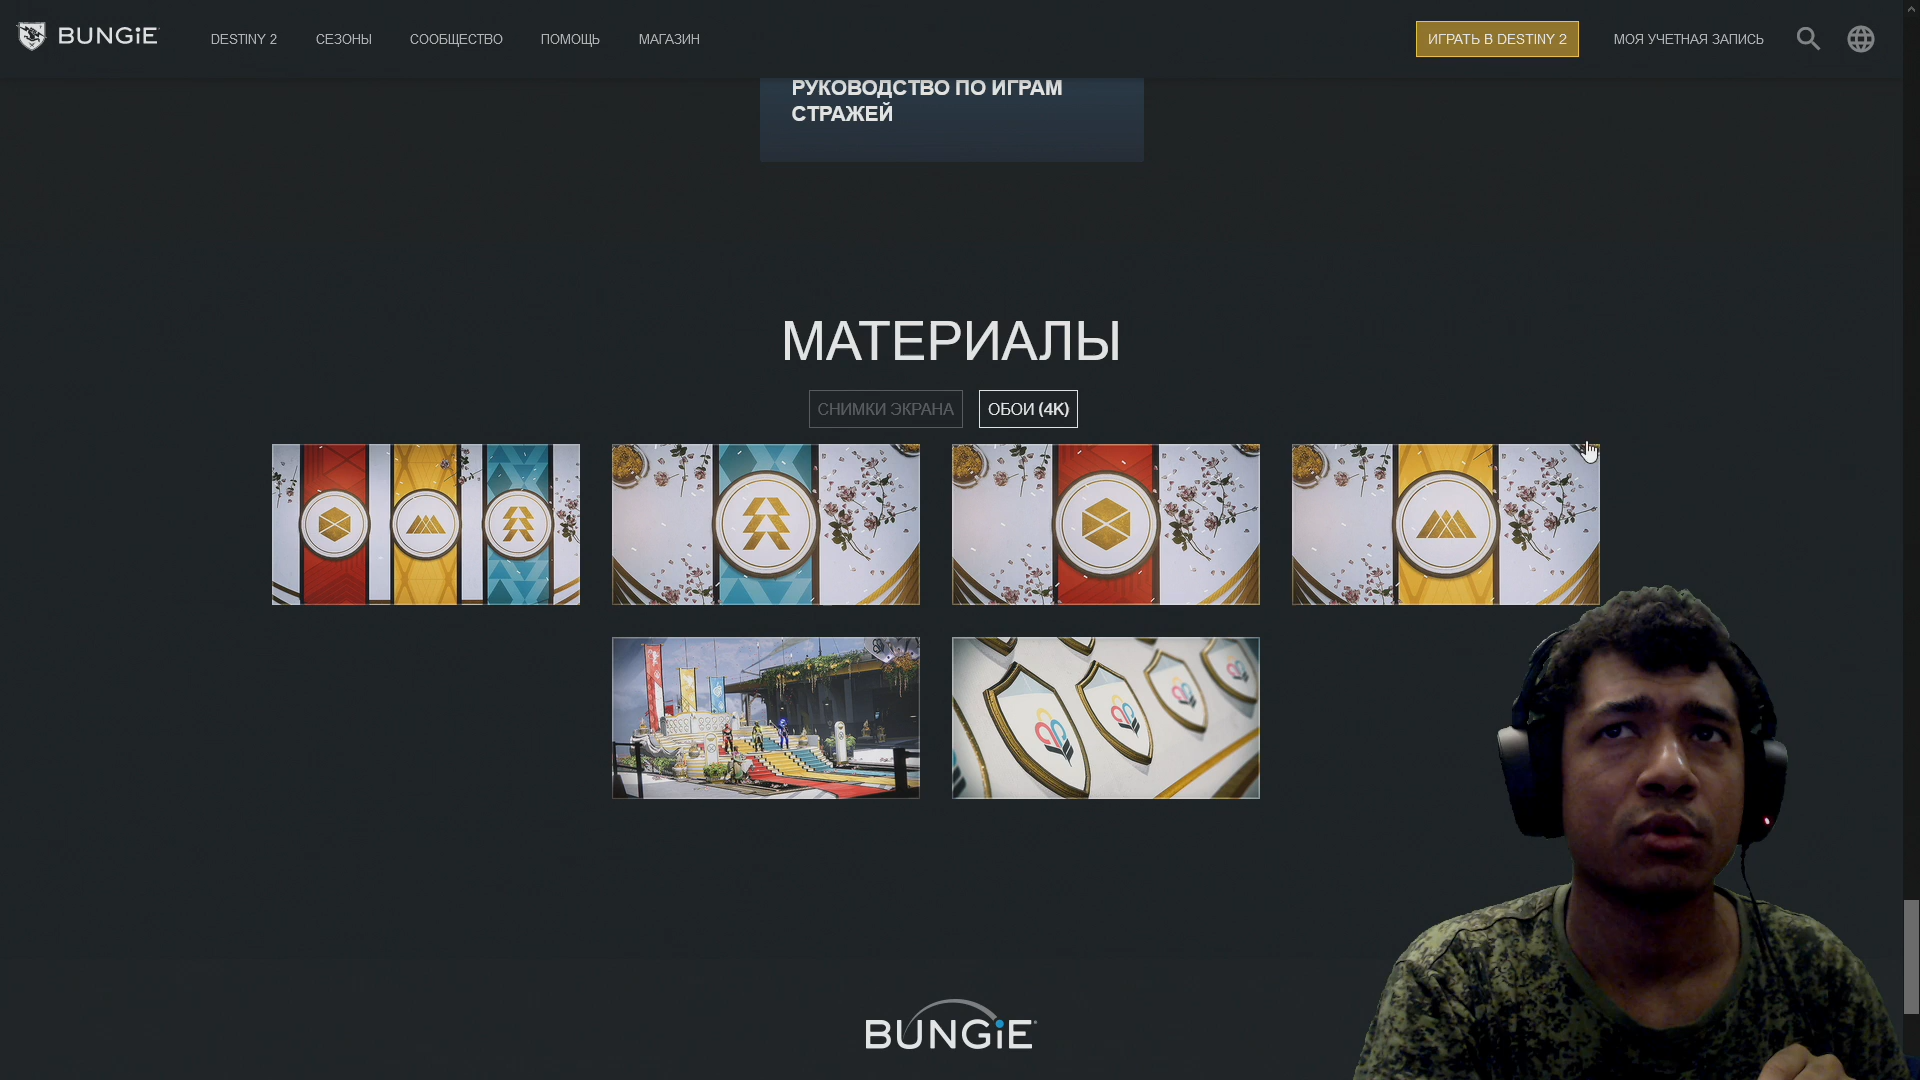 BUNGiE
DESTINY 2
СЕЗОНЫ
СООБЩЕСТВО
ПОМОЩЬ
МАГАЗИН
ИГРАТЬ В DESTINY 2
МОЯ УЧЕТНАЯ ЗАПИСЬ
РУКОВОДСТВО ПО ИГРАМ
СТРАЖЕЙ
МАТЕРИАЛЫ
СНИМКИ ЭКРАНА
ОБОИ (4K)
BUNGiE